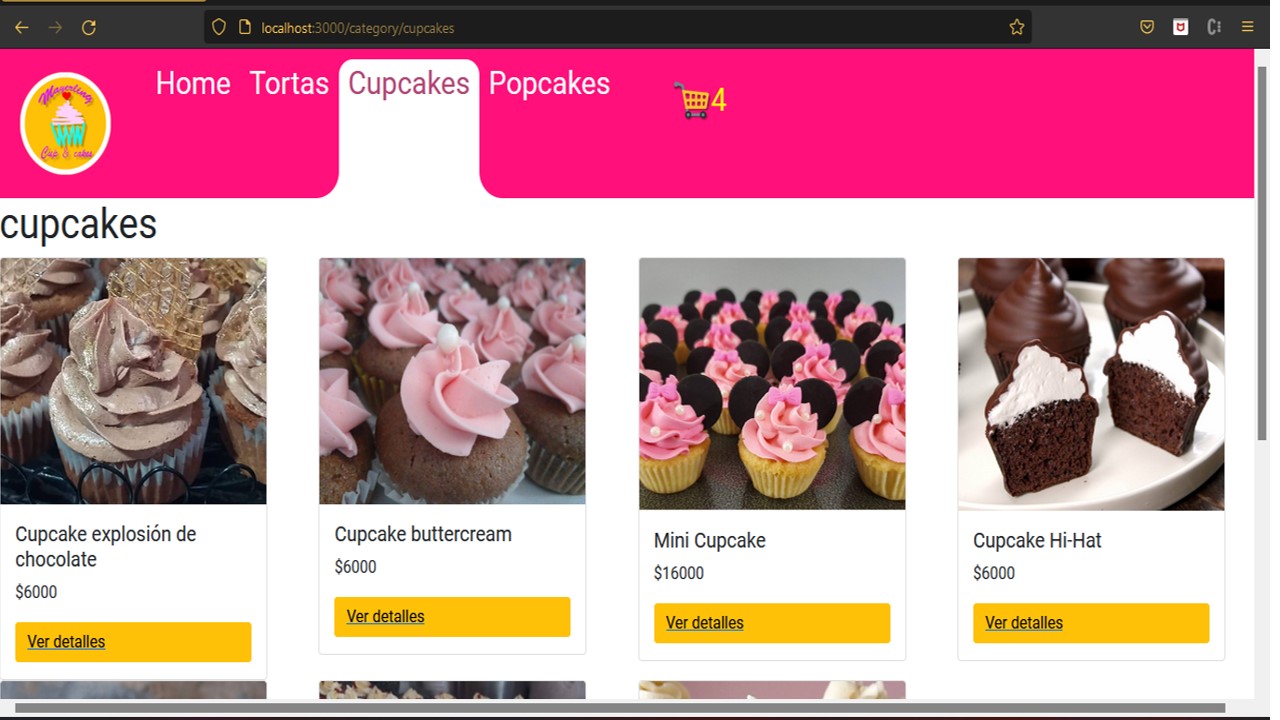 localhost:3000/category/cupcakes
Mayerling
Cup & cakes
Home Tortas Cupcakes Popcakes 4
cupcakes
Cupcake explosión de
chocolate
$6000
Ver detalles
Cupcake buttercream
$6000
Ver detalles
Mini Cupcake
$16000
Ver detalles
Cupcake Hi-Hat
$6000
Ver detalles